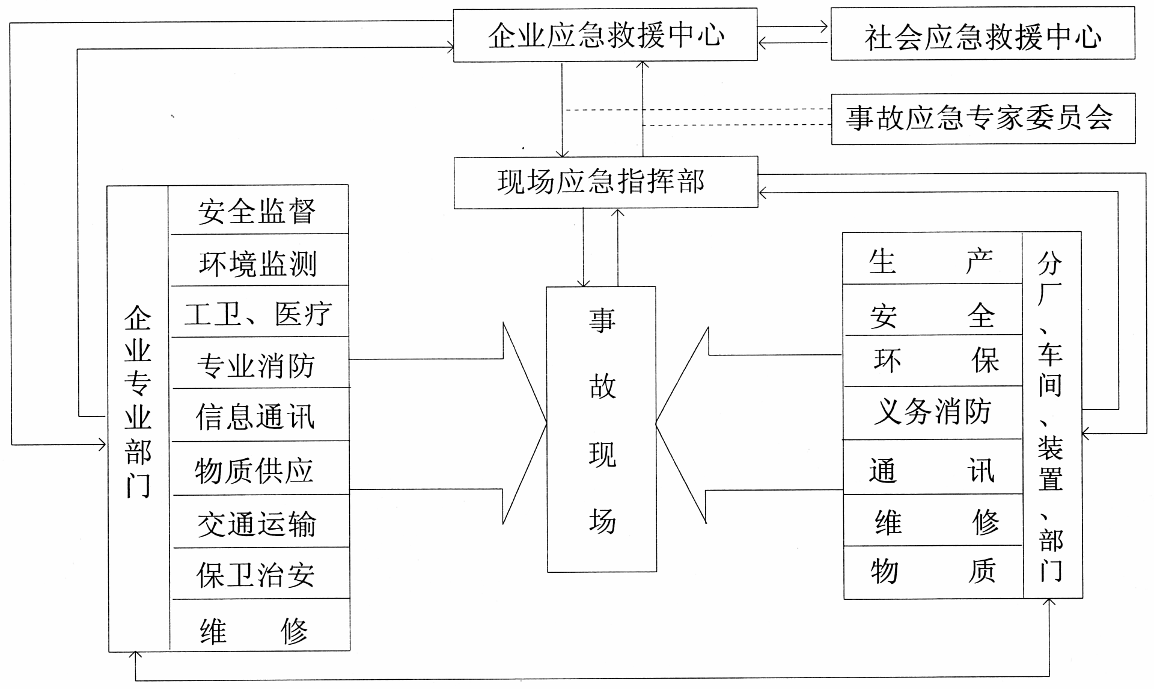 企业应急救援中心
社会应急救援中心
事故应急专家委员会
现场应急指挥部
企业专业部门
安全监督
环境监测
工卫、医疗
专业消防
信息通讯
物质供应
交通运输
保卫治安
维 修
事故现场
生 产
安 全
环 保
义务消防
通 讯
维 修
物 质
分厂、车间、装置、部门